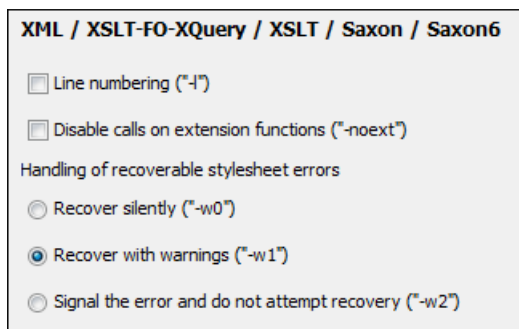 XML / XSLT-FO-XQuery / XSLT / Saxon / Saxon6
Line numbering ("-l")
Disable calls on extension functions ("-noext")
Handling of recoverable stylesheet errors
Recover silently ("-w0")
Recover with warnings ("-w1")
Signal the error and do not attempt recovery ("-w2")